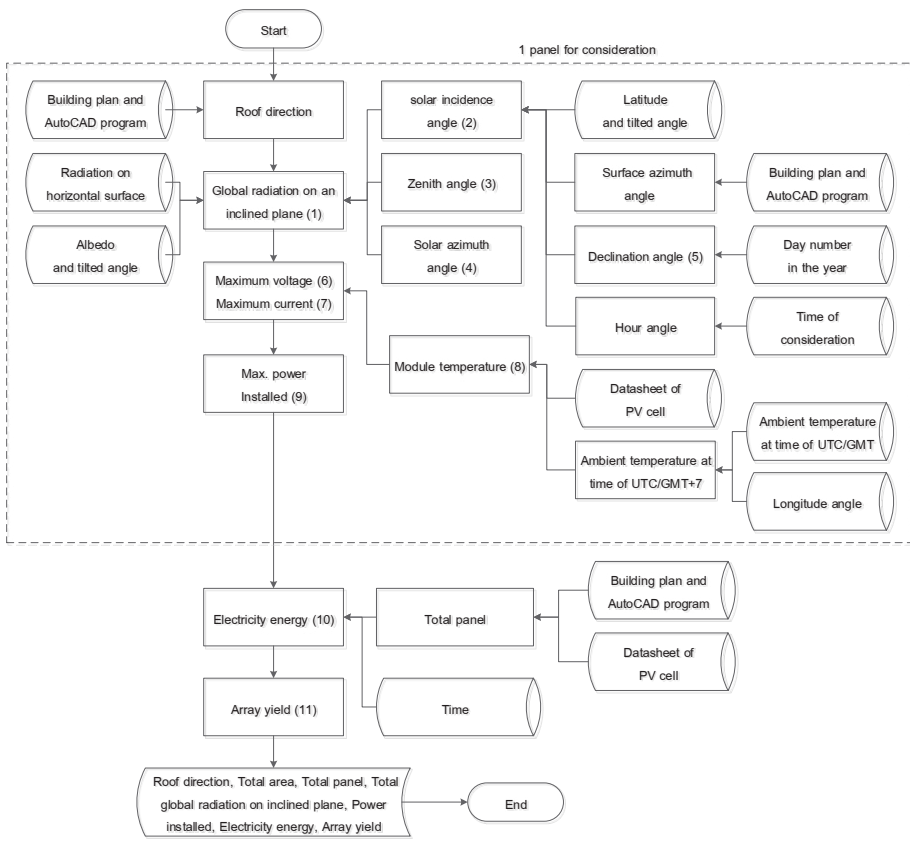 Start
1 panel for consideration
Building plan and
AutoCAD program
Roof direction
solar incidence
angle (2)
Latitude
and tilted angle
Radiation on
horizontal surface
Global radiation on an
inclined plane (1)
Zenith angle (3)
Surface azimuth
angle
Building plan and
AutoCAD program
Albedo
and tilted angle
Solar azimuth
angle (4)
Declination angle (5)
Day number
in the year
Maximum voltage (6)
Maximum current (7)
Hour angle
Time of
consideration
Max. power
Installed (9)
Module temperature (8)
Datasheet of
PV cell
Ambient temperature
at time of UTC/GMT
Ambient temperature at
time of UTC/GMT+7
Longitude angle
Electricity energy (10)
Total panel
Building plan and
AutoCAD program
Datasheet of
PV cell
Array yield (11)
Time
Roof direction, Total area, Total panel, Total
global radiation on inclined plane, Power
installed, Electricity energy, Array yield
End